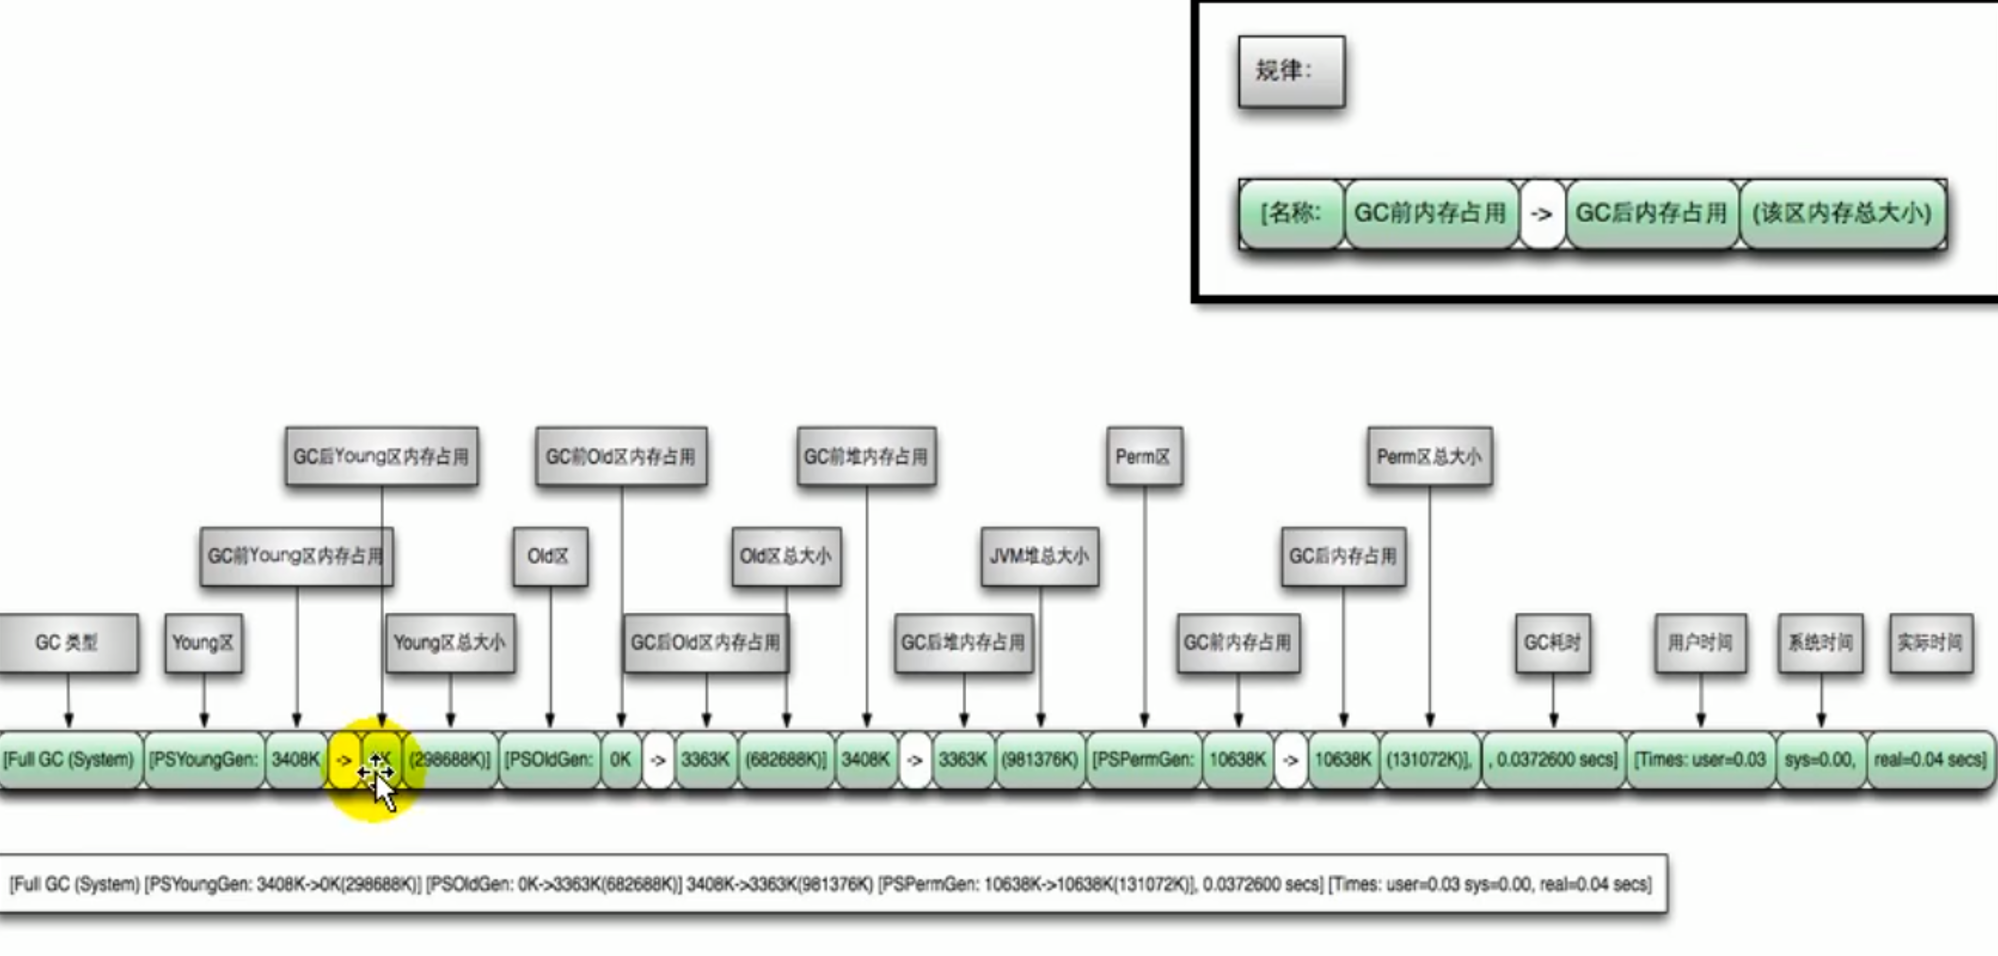 规律:
[名称: GC前内存占用 -> GC后内存占用 (该区内存总大小)
GC后Young区内存占用 GC前Old区内存占用 GC前堆内存占用 Perm区 Perm区总大小
GC前Young区内存占用 Old区 Old区总大小 JVM堆总大小 GC后内存占用
GC 类型 Young区 Young区总大小 GC后Old区内存占用 GC后堆内存占用 GC前内存占用 GC耗时 用户时间 系统时间 实际时间
[Full GC (System) [PSYoungGen: 3408K -> 0K (298688K)] [PSOldGen: 0K -> 3363K (682688K)] 3408K -> 3363K (981376K) [PSPermGen: 10638K -> 10638K (131072K)], , 0.0372600 secs] [Times: user=0.03 sys=0.00, real=0.04 secs]
[Full GC (System) [PSYoungGen: 3408K->0K(298688K)] [PSOldGen: 0K->3363K(682688K)] 3408K->3363K(981376K) [PSPermGen: 10638K->10638K(131072K)], 0.0372600 secs] [Times: user=0.03 sys=0.00, real=0.04 secs]